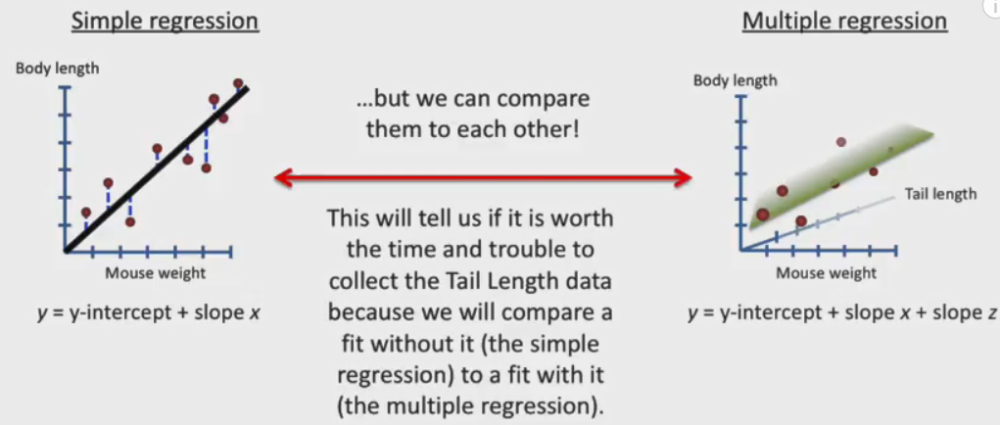 Simple regression
Multiple regression
Body length
Mouse weight
y = y-intercept + slope x
...but we can compare
them to each other!
This will tell us if it is worth
the time and trouble to
collect the Tail Length data
because we will compare a
fit without it (the simple
regression) to a fit with it
(the multiple regression).
Body length
Tail length
Mouse weight
y = y-intercept + slope x + slope z